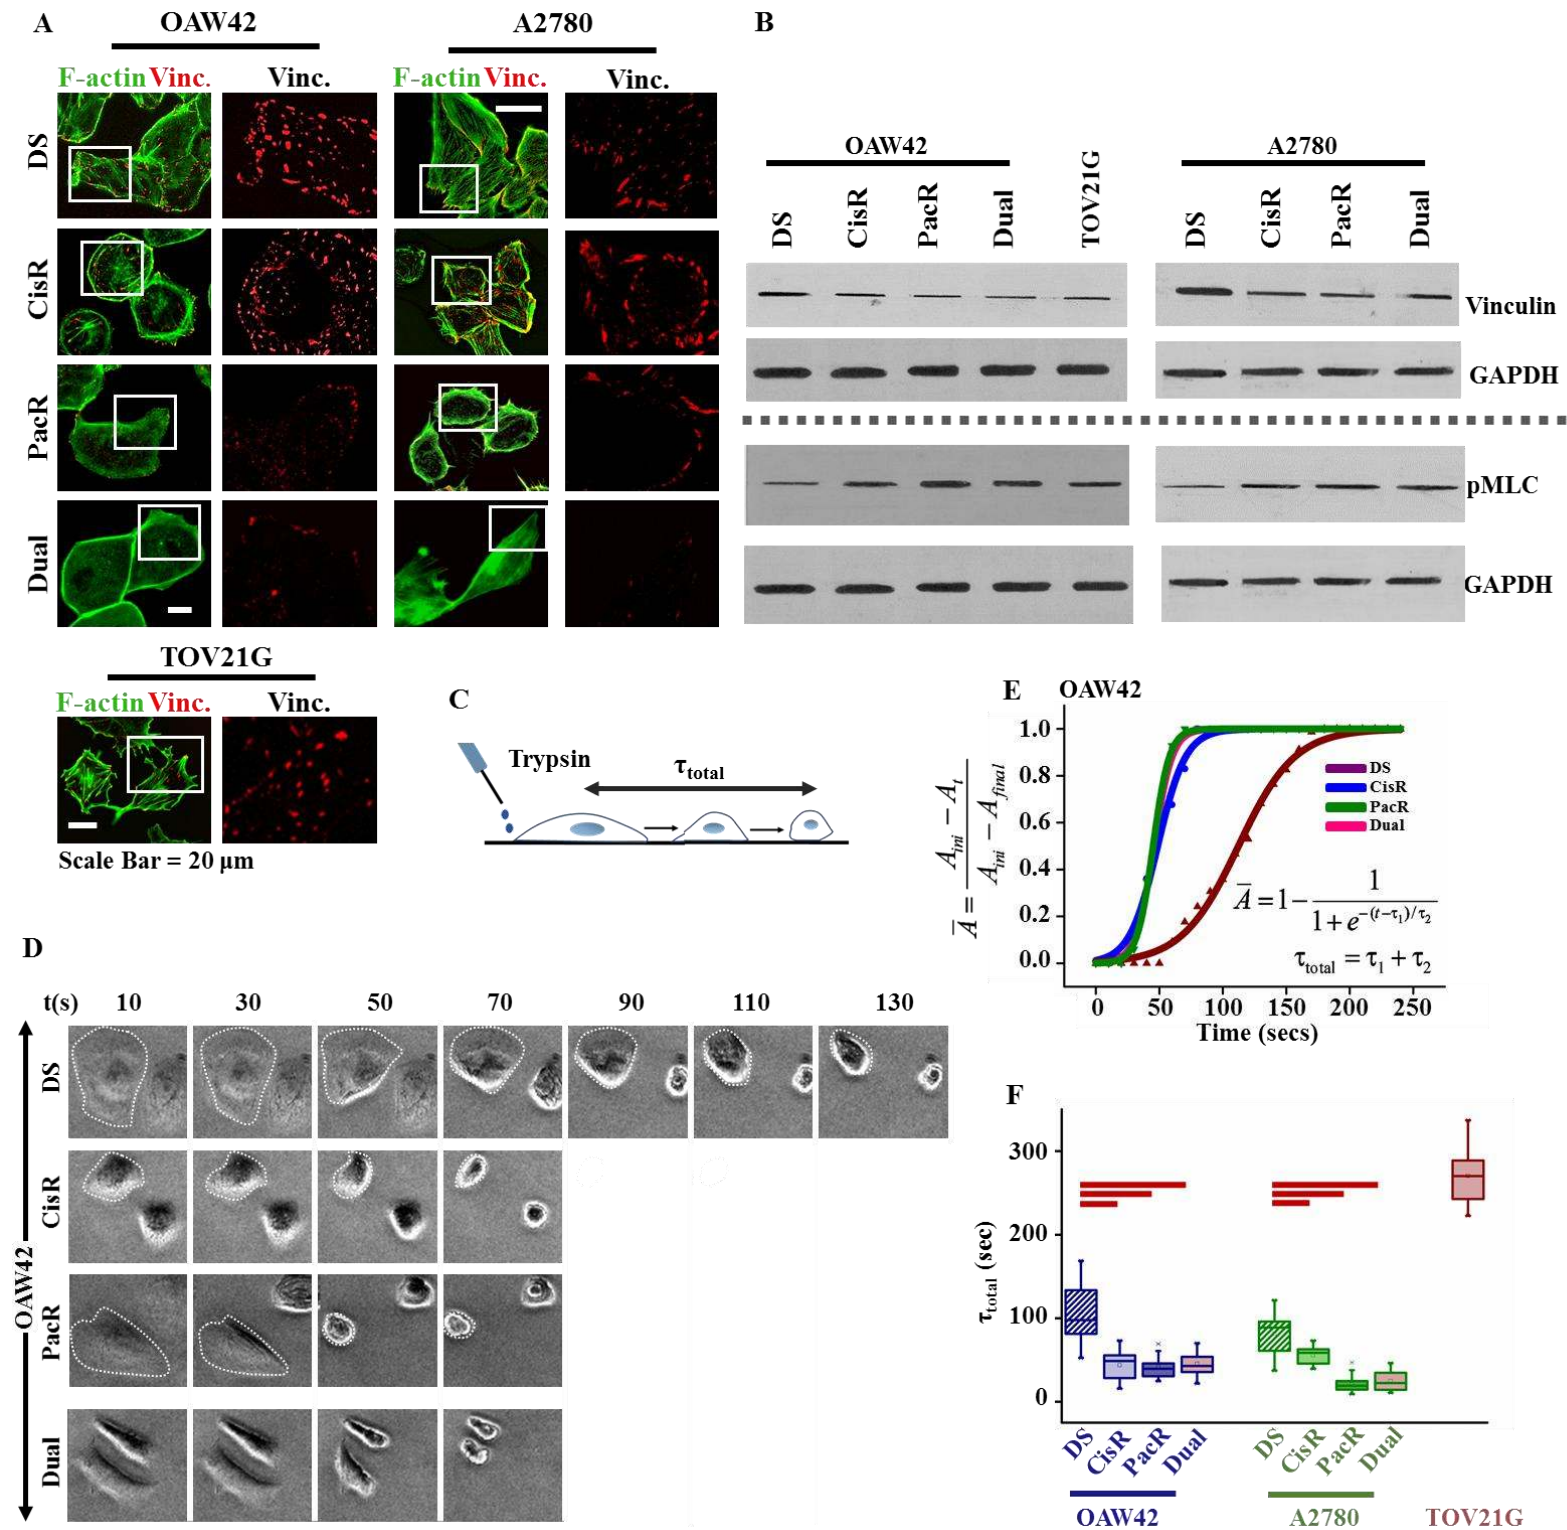 A
OAW42
A2780
F-actin Vinc.
Vinc.
F-actin Vinc.
Vinc.
DS
CisR
PacR
Dual
TOV21G
F-actin Vinc.
Vinc.
Scale Bar = 20 μm
B
OAW42
A2780
DS
CisR
PacR
Dual
TOV21G
DS
CisR
PacR
Dual
Vinculin
GAPDH
pMLC
GAPDH
C
Trypsin
τtotal
D
t(s) 10 30 50 70 90 110 130
OAW42
DS
CisR
PacR
Dual
E
OAW42
1.0
0.8
0.6
0.4
0.2
0.0
A̅ = (A_ini − A_t) / (A_ini − A_final)
DS
CisR
PacR
Dual
A̅ = 1 − 1 / (1 + e^(−(t−τ1)/τ2))
τtotal = τ1 + τ2
0 50 100 150 200 250
Time (secs)
F
τtotal (sec)
300
200
100
0
DS
CisR
PacR
Dual
DS
CisR
PacR
Dual
OAW42
A2780
TOV21G